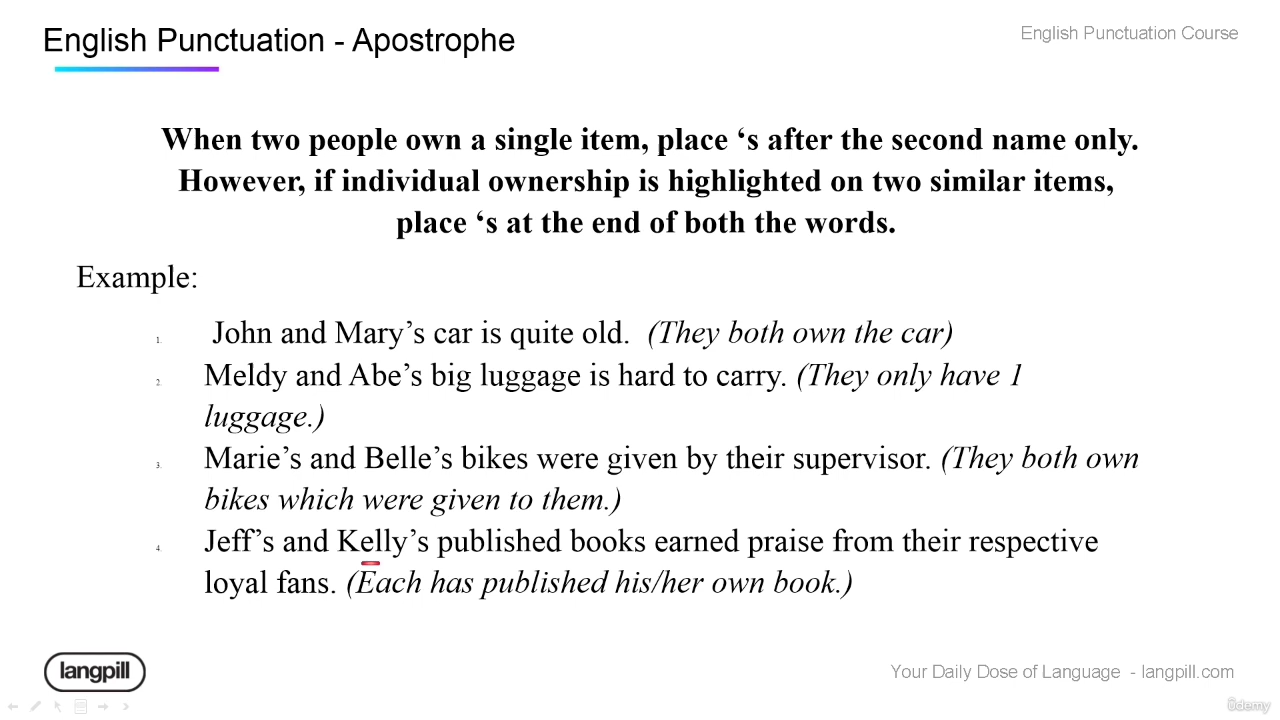 English Punctuation - Apostrophe
English Punctuation Course
When two people own a single item, place ‘s after the second name only.
However, if individual ownership is highlighted on two similar items,
place ‘s at the end of both the words.
Example:
1. John and Mary’s car is quite old. (They both own the car)
2. Meldy and Abe’s big luggage is hard to carry. (They only have 1
luggage.)
3. Marie’s and Belle’s bikes were given by their supervisor. (They both own
bikes which were given to them.)
4. Jeff’s and Kelly’s published books earned praise from their respective
loyal fans. (Each has published his/her own book.)
langpill
Your Daily Dose of Language - langpill.com
ûdemy